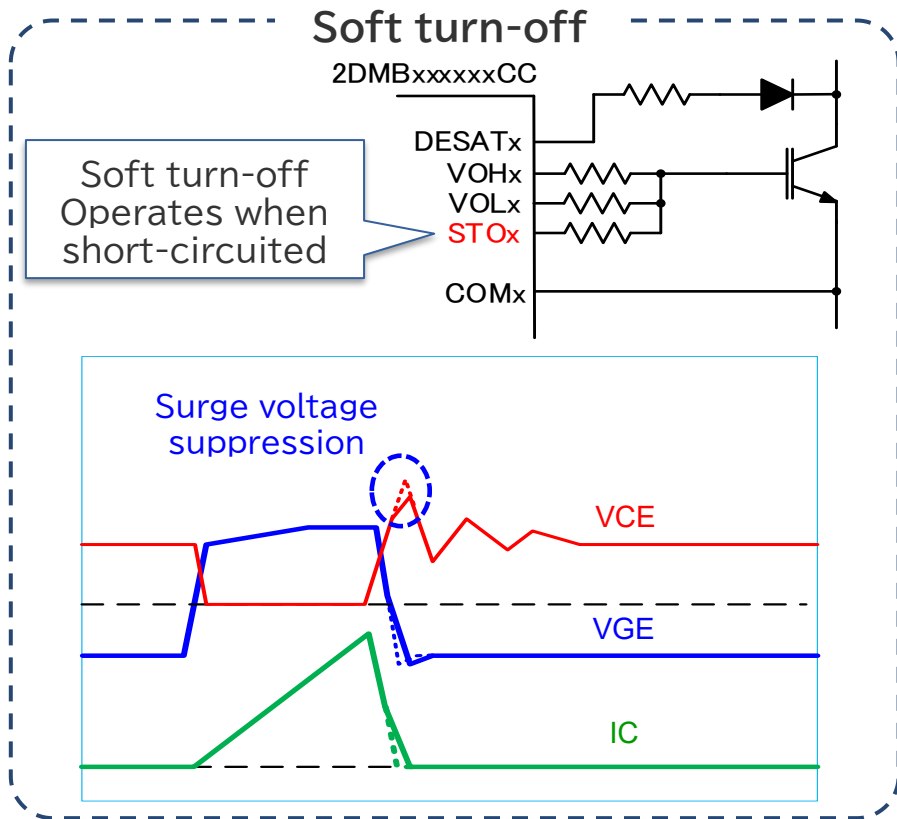 Soft turn-off
2DMBxxxxxxCC
DESATx
VOHx
VOLx
STOx
COMx
Soft turn-off
Operates when
short-circuited
Surge voltage
suppression
VCE
VGE
IC